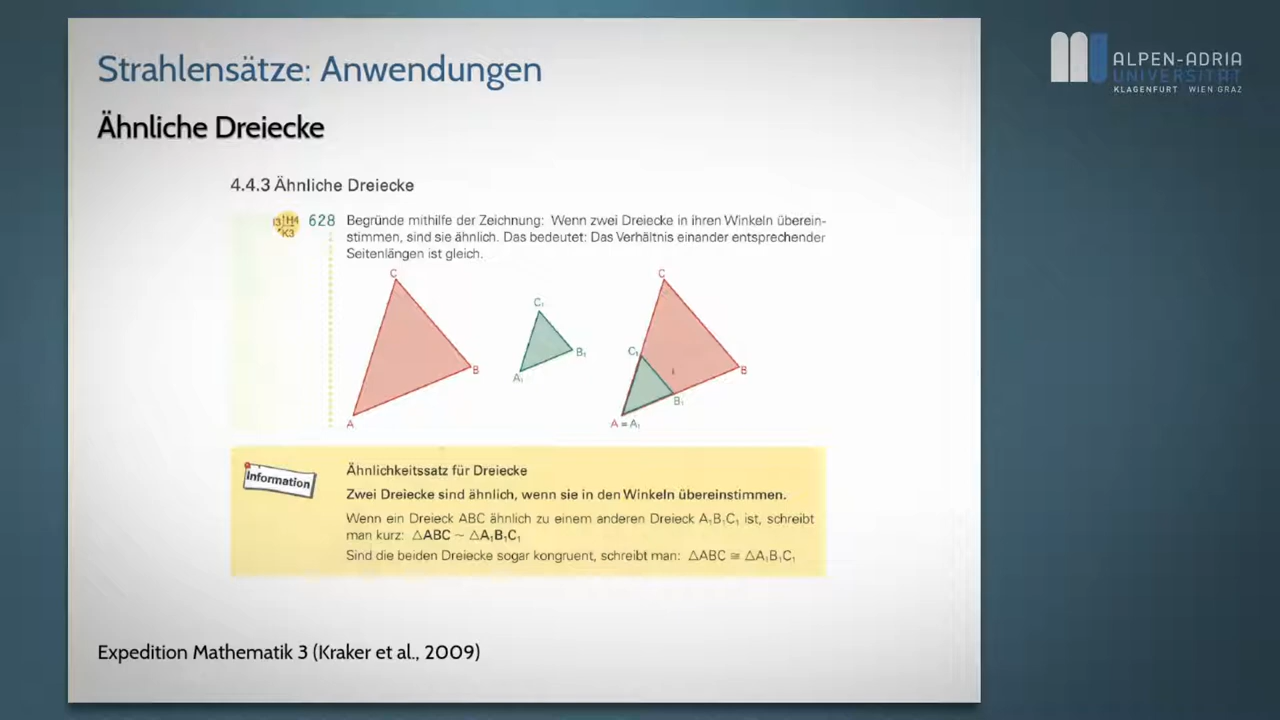 Strahlensätze: Anwendungen
ALPEN-ADRIA
UNIVERSITÄT
KLAGENFURT WIEN GRAZ
Ähnliche Dreiecke
4.4.3 Ähnliche Dreiecke
I3 H4
K3
628 Begründe mithilfe der Zeichnung: Wenn zwei Dreiecke in ihren Winkeln überein-
stimmen, sind sie ähnlich. Das bedeutet: Das Verhältnis einander entsprechender
Seitenlängen ist gleich.
C
B
A
C₁
B₁
A₁
C
C₁
B
B₁
A = A₁
Information
Ähnlichkeitssatz für Dreiecke
Zwei Dreiecke sind ähnlich, wenn sie in den Winkeln übereinstimmen.
Wenn ein Dreieck ABC ähnlich zu einem anderen Dreieck A₁B₁C₁ ist, schreibt
man kurz: △ABC ~ △A₁B₁C₁
Sind die beiden Dreiecke sogar kongruent, schreibt man: △ABC ≅ △A₁B₁C₁
Expedition Mathematik 3 (Kraker et al., 2009)